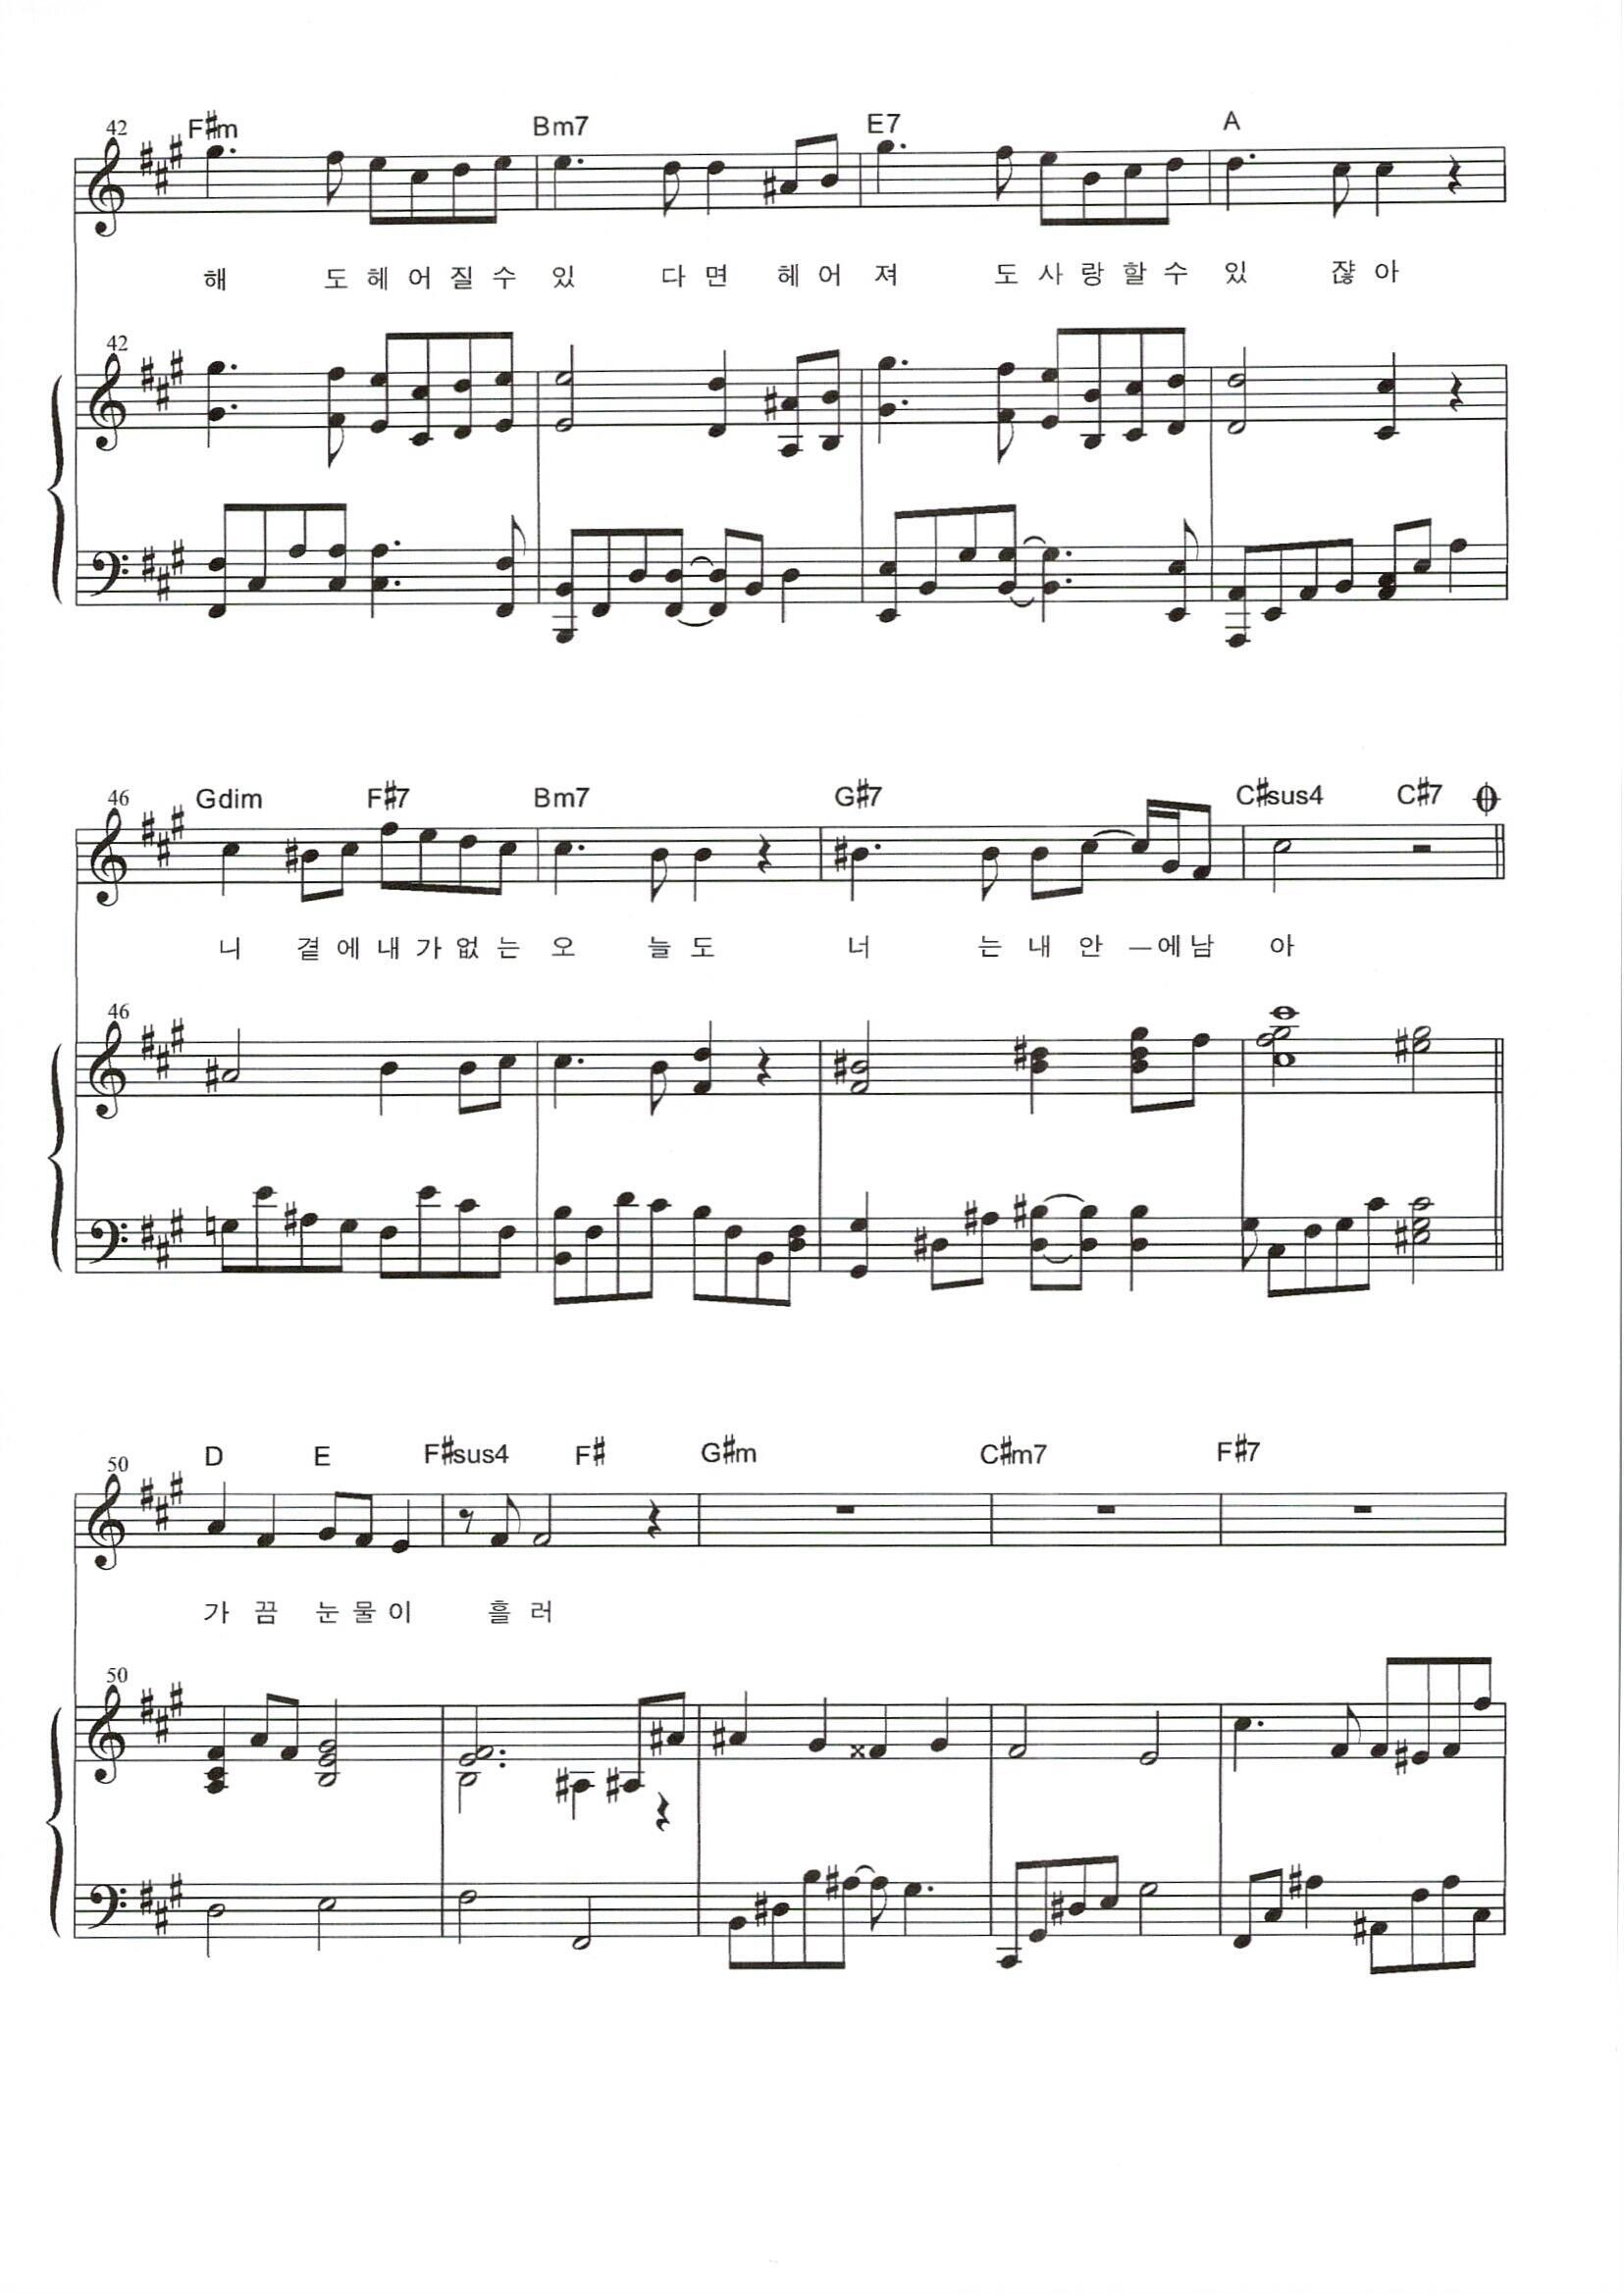 42 F#m Bm7 E7 A
해 도 헤 어 질 수 있 다 면 헤 어 져 도 사 랑 할 수 있 쟎 아
42
46 Gdim F#7 Bm7 G#7 C#sus4 C#7
니 곁 에 내 가 없 는 오 늘 도 너 는 내 안 — 에 남 아
46
50 D E F#sus4 F# G#m C#m7 F#7
가 끔 눈 물 이 흘 러
50